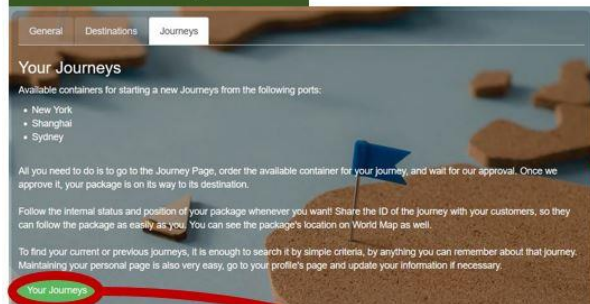 General Destinations Journeys
Your Journeys
Available containers for starting a new Journeys from the following ports:
New York
Shanghai
Sydney
All you need to do is to go to the Journey Page, order the available container for your journey, and wait for our approval. Once we
approve it, your package is on its way to its destination.
Follow the internal status and position of your package whenever you want! Share the ID of the journey with your customers, so they
can follow the package as easily as you. You can see the package's location on World Map as well.
To find your current or previous journeys, it is enough to search it by simple criteria, by anything you can remember about that journey.
Maintaining your personal page is also very easy, go to your profile's page and update your information if necessary.
Your Journeys